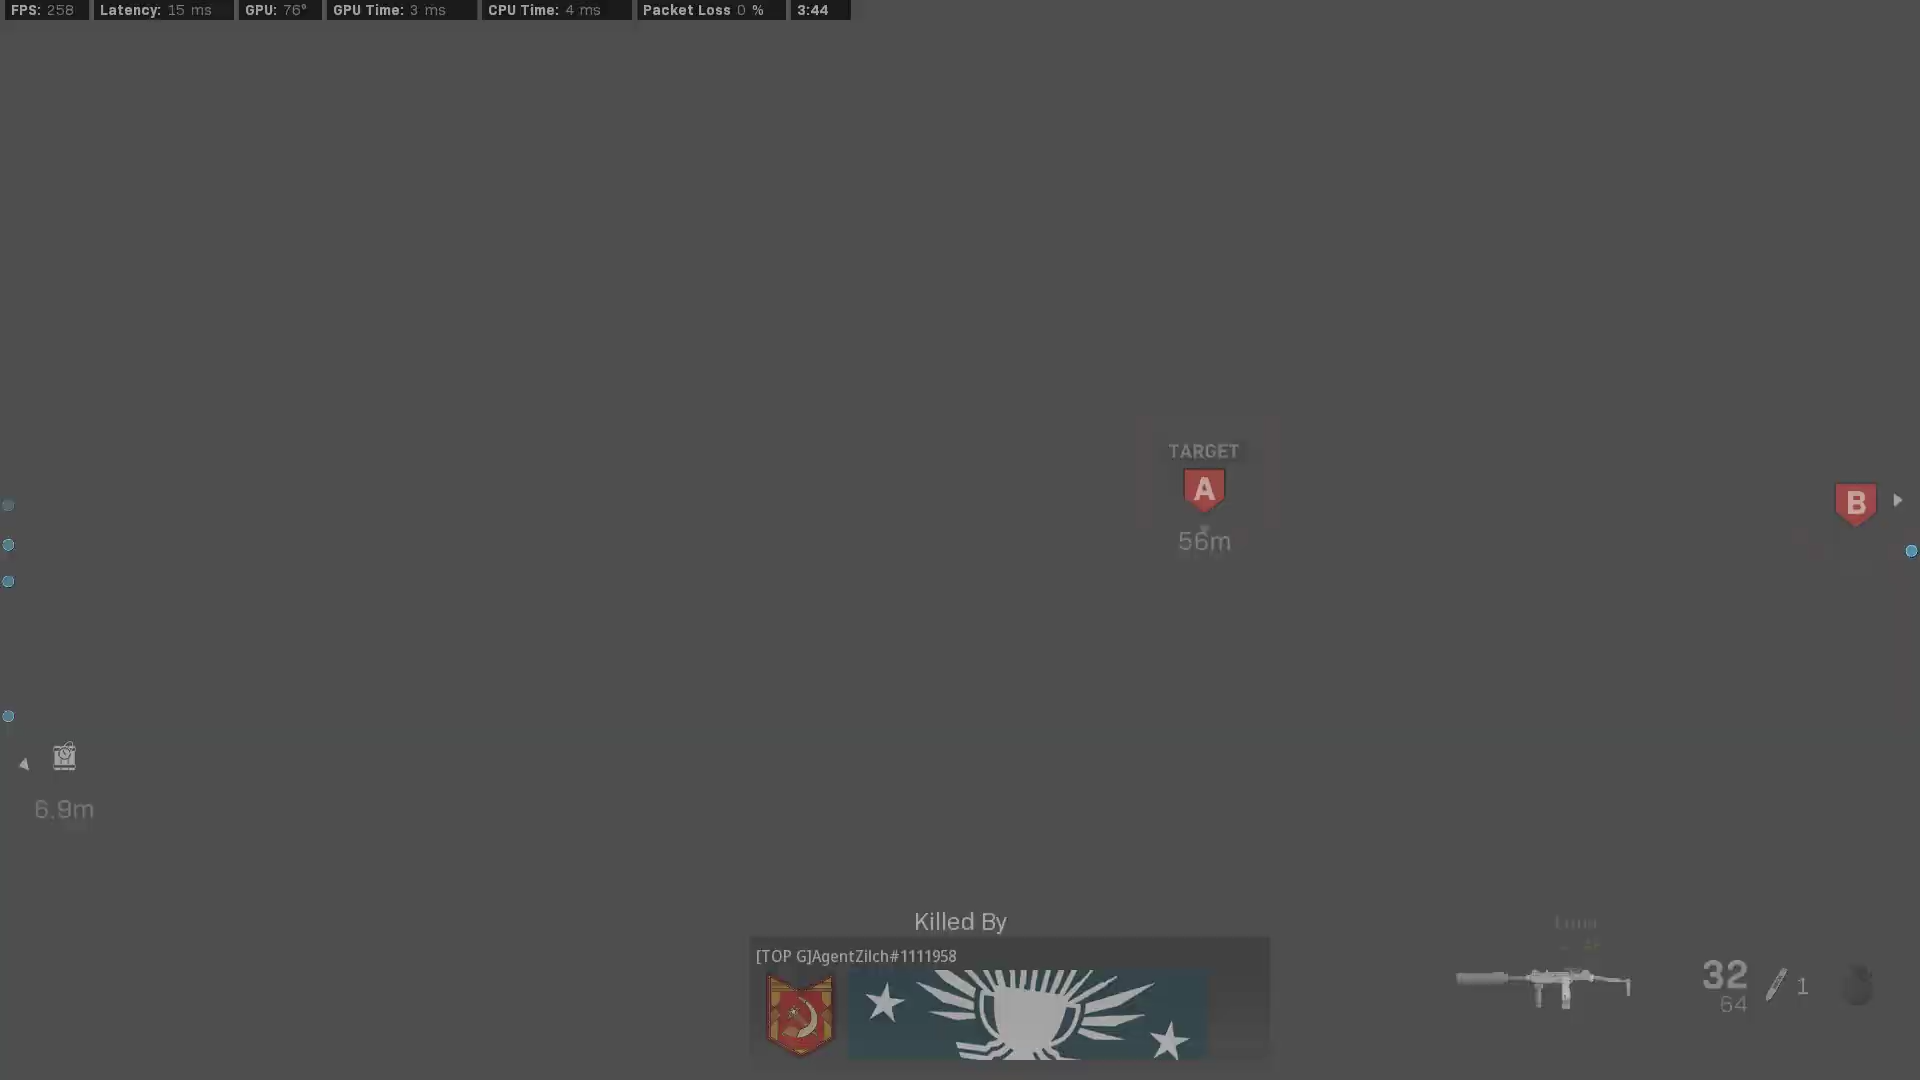 FPS: 258 Latency: 15 ms GPU: 76° GPU Time: 3 ms CPU Time: 4 ms Packet Loss 0 % 3:44
TARGET
A
56m
B
6.9m
Killed By
[TOP G]AgentZilch#1111958
32
64
1